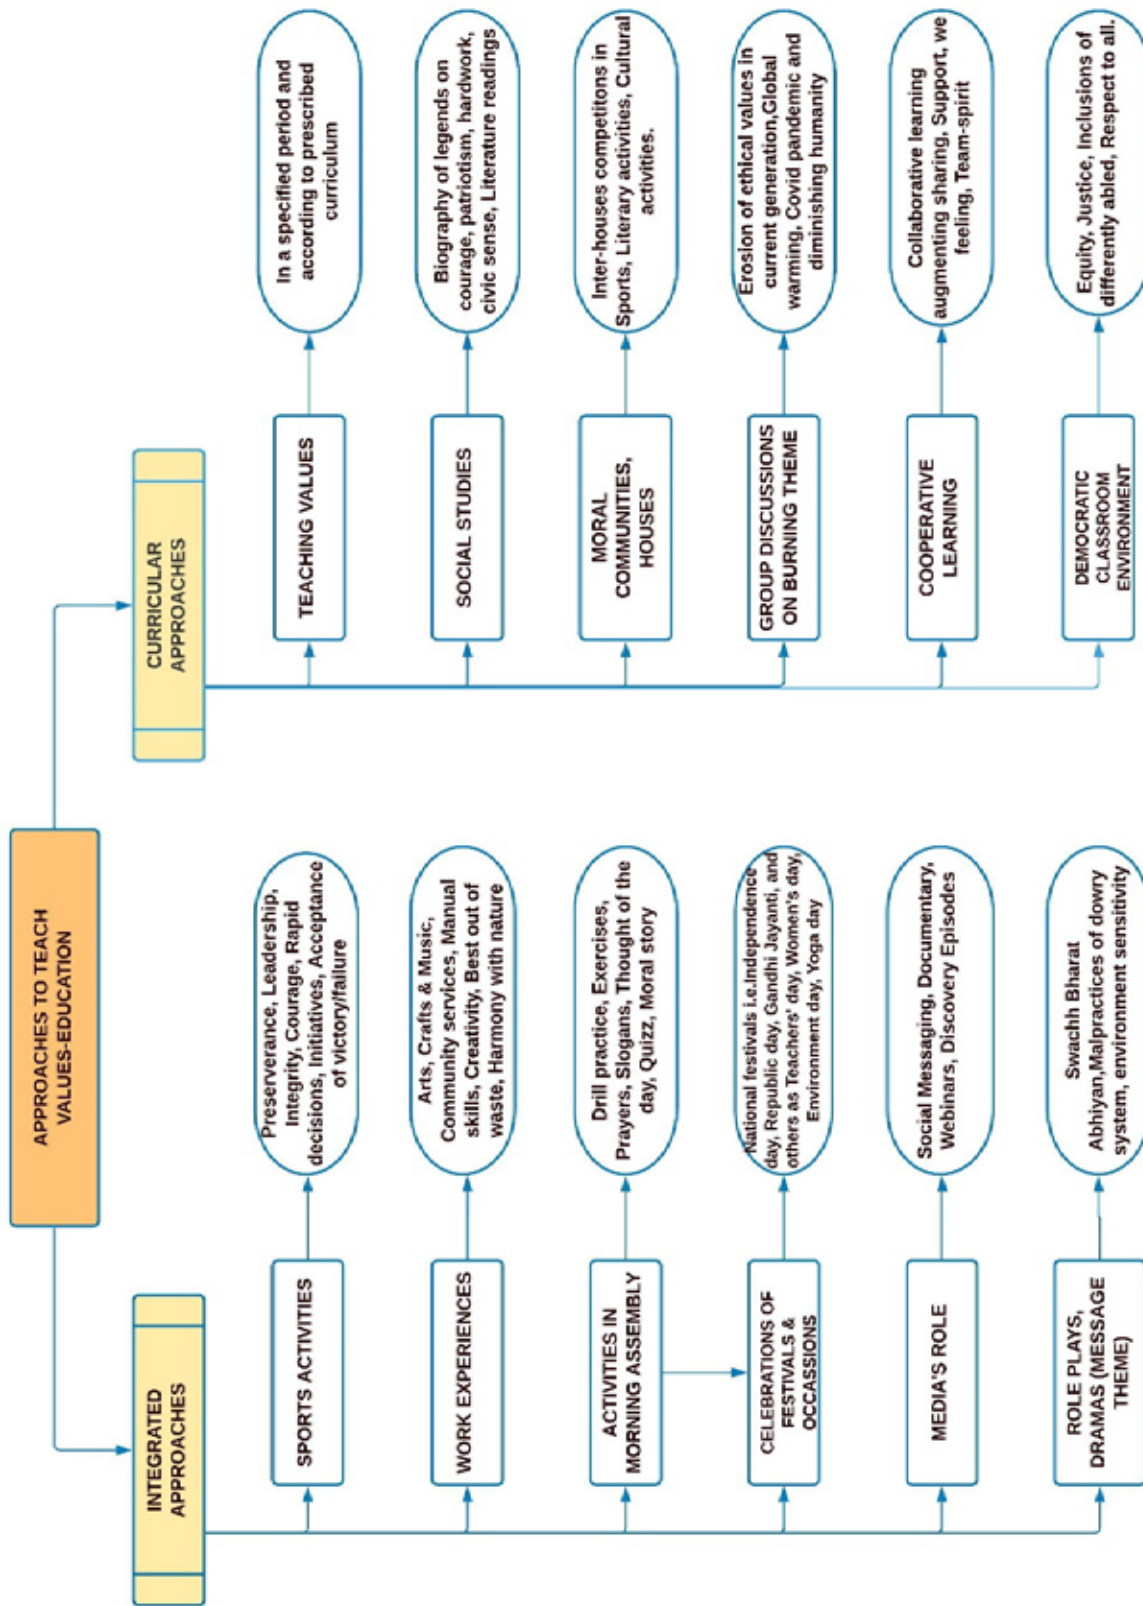 APPROACHES TO TEACH
VALUES-EDUCATION
INTEGRATED
APPROACHES
SPORTS ACTIVITIES
Preserverance, Leadership,
Integrity, Courage, Rapid
decisions, Initiatives, Acceptance
of victory/failure
WORK EXPERIENCES
Arts, Crafts & Music,
Community services, Manual
skills, Creativity, Best out of
waste, Harmony with nature
ACTIVITIES IN
MORNING ASSEMBLY
Drill practice, Exercises,
Prayers, Slogans, Thought of the
day, Quizz, Moral story
CELEBRATIONS OF
FESTIVALS &
OCCASSIONS
National festivals i.e.Independence
day, Republic day, Gandhi Jayanti, and
others as Teachers' day, Women's day,
Environment day, Yoga day
MEDIA'S ROLE
Social Messaging, Documentary,
Webinars, Discovery Episodes
ROLE PLAYS,
DRAMAS (MESSAGE
THEME)
Swachh Bharat
Abhiyan,Malpractices of dowry
system, environment sensitivity
CURRICULAR
APPROACHES
TEACHING VALUES
In a specified period and
according to prescribed
curriculum
SOCIAL STUDIES
Biography of legends on
courage, patriotism, hardwork,
civic sense, Literature readings
MORAL
COMMUNITIES,
HOUSES
Inter-houses competitons in
Sports, Literary activities, Cultural
activities.
GROUP DISCUSSIONS
ON BURNING THEME
Erosion of ethical values in
current generation,Global
warming, Covid pandemic and
diminishing humanity
COOPERATIVE
LEARNING
Collaborative learning
augmenting sharing, Support, we
feeling, Team-spirit
DEMOCRATIC
CLASSROOM
ENVIRONMENT
Equity, Justice, Inclusions of
differently abled, Respect to all.